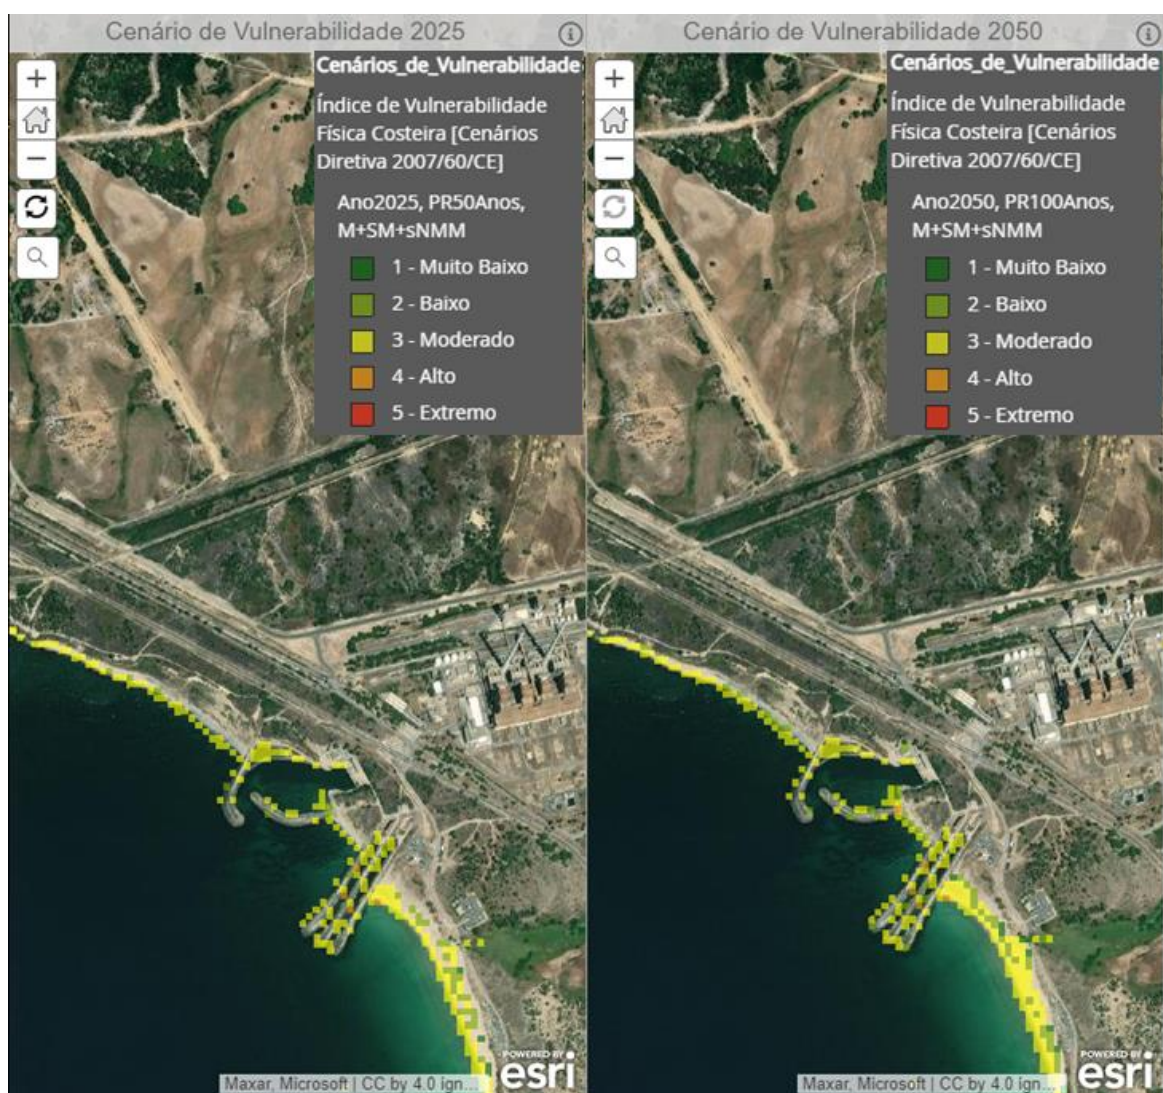 Cenário de Vulnerabilidade 2025
Cenários_de_Vulnerabilidade
Índice de Vulnerabilidade
Física Costeira [Cenários
Diretiva 2007/60/CE]
Ano2025, PR50Anos,
M+SM+sNMM
1 - Muito Baixo
2 - Baixo
3 - Moderado
4 - Alto
5 - Extremo
POWERED BY
esri
Maxar, Microsoft | CC by 4.0 ign...
Cenário de Vulnerabilidade 2050
Cenários_de_Vulnerabilidade
Índice de Vulnerabilidade
Física Costeira [Cenários
Diretiva 2007/60/CE]
Ano2050, PR100Anos,
M+SM+sNMM
1 - Muito Baixo
2 - Baixo
3 - Moderado
4 - Alto
5 - Extremo
POWERED BY
esri
Maxar, Microsoft | CC by 4.0 ign...